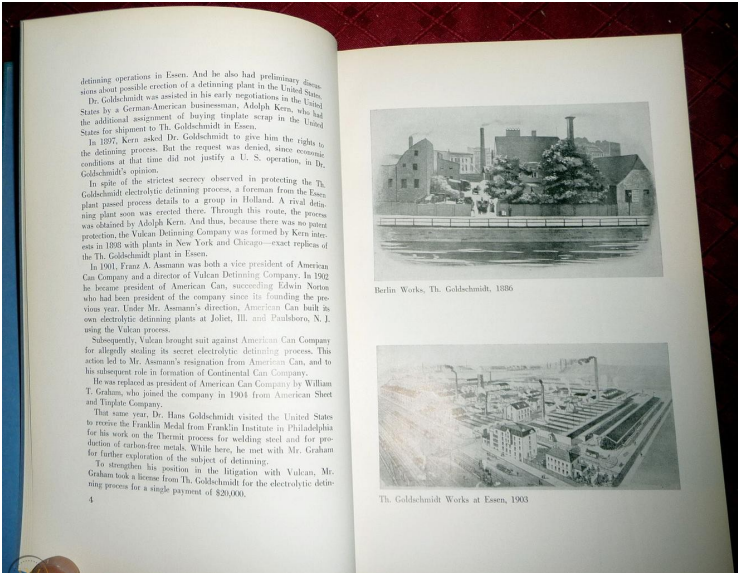 detinning operations in Essen. And he also had preliminary discus-
sions about possible erection of a detinning plant in the United States.
Dr. Goldschmidt was assisted in his early negotiations in the United
States by a German-American businessman, Adolph Kern, who had
the additional assignment of buying tinplate scrap in the United
States for shipment to Th. Goldschmidt in Essen.
In 1897, Kern asked Dr. Goldschmidt to give him the rights to
the detinning process. But the request was denied, since economic
conditions at that time did not justify a U. S. operation, in Dr.
Goldschmidt's opinion.
In spite of the strictest secrecy observed in protecting the Th.
Goldschmidt electrolytic detinning process, a foreman from the Essen
plant passed process details to a group in Holland. A rival detin-
ning plant soon was erected there. Through this route, the process
was obtained by Adolph Kern. And thus, because there was no patent
protection, the Vulcan Detinning Company was formed by Kern inter-
ests in 1898 with plants in New York and Chicago—exact replicas of
the Th. Goldschmidt plant in Essen.
In 1901, Franz A. Assmann was both a vice president of American
Can Company and a director of Vulcan Detinning Company. In 1902
he became president of American Can, succeeding Edwin Norton
who had been president of the company since its founding the pre-
vious year. Under Mr. Assmann's direction, American Can built its
own electrolytic detinning plants at Joliet, Ill. and Paulsboro, N. J.
using the Vulcan process.
Subsequently, Vulcan brought suit against American Can Company
for allegedly stealing its secret electrolytic detinning process. This
action led to Mr. Assmann's resignation from American Can, and to
his subsequent role in formation of Continental Can Company.
He was replaced as president of American Can Company by William
T. Graham, who joined the company in 1904 from American Sheet
and Tinplate Company.
That same year, Dr. Hans Goldschmidt visited the United States
to receive the Franklin Medal from Franklin Institute in Philadelphia
for his work on the Thermit process for welding steel and for pro-
duction of carbon-free metals. While here, he met with Mr. Graham
for further exploration of the subject of detinning.
To strengthen his position in the litigation with Vulcan, Mr.
Graham took a license from Th. Goldschmidt for the electrolytic detin-
ning process for a single payment of $20,000.
4
Berlin Works, Th. Goldschmidt, 1886
Th. Goldschmidt Works at Essen, 1903